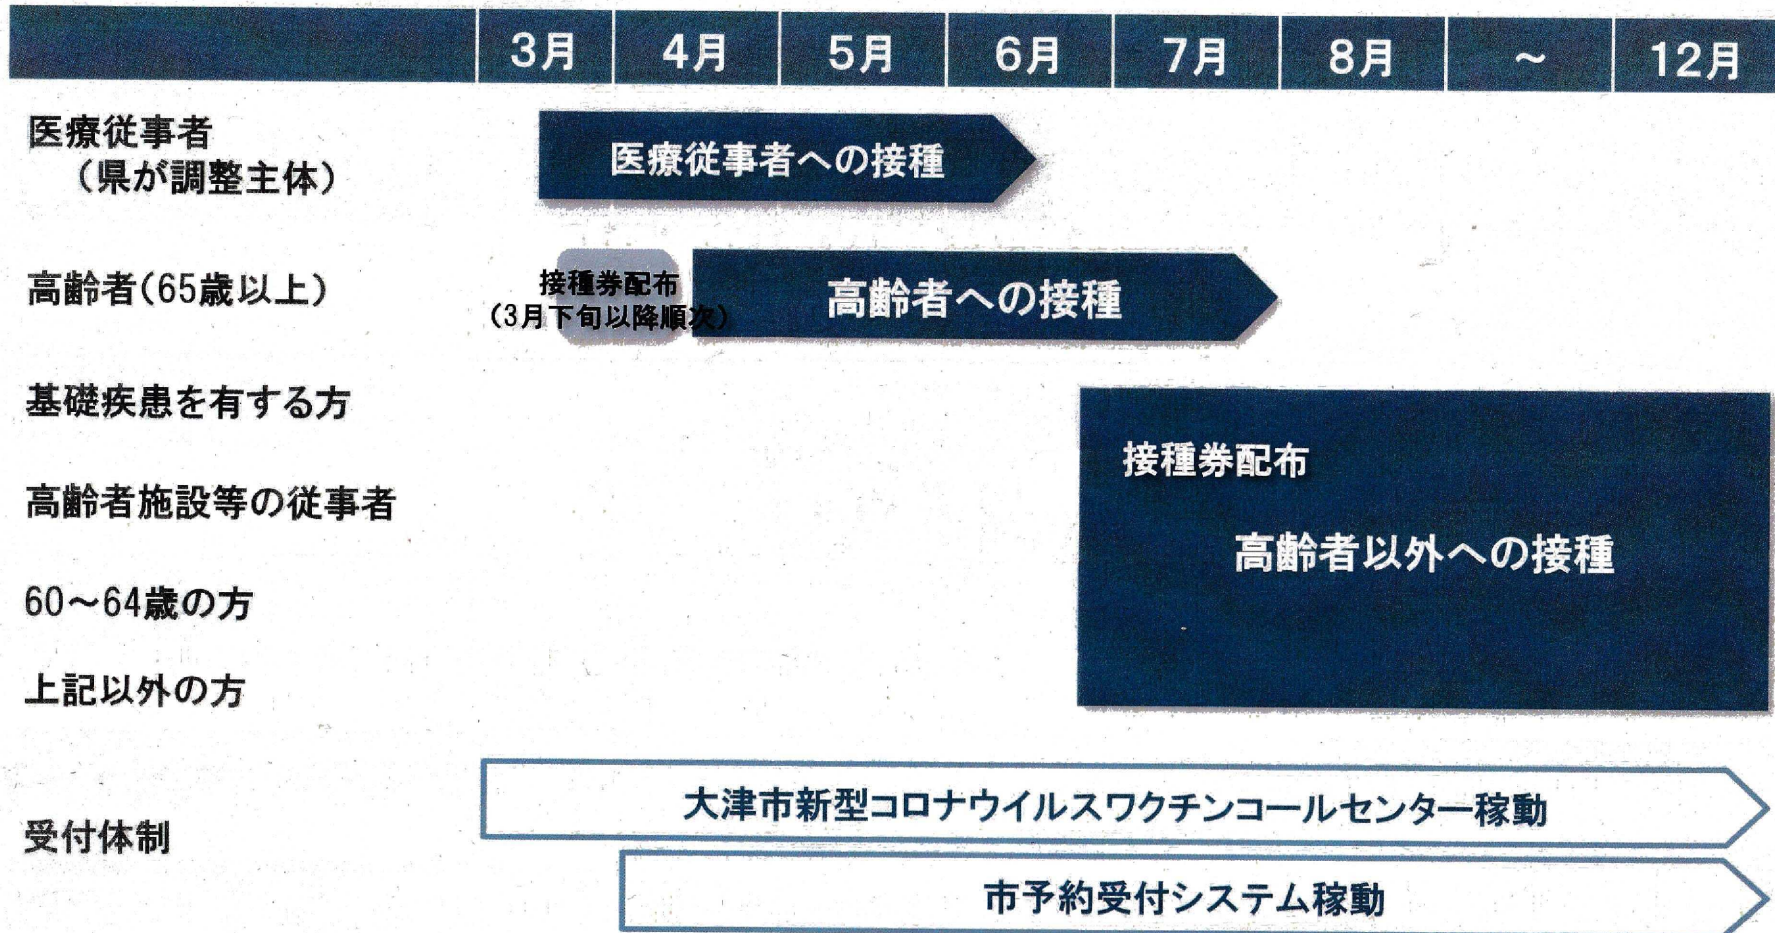 3月 4月 5月 6月 7月 8月 ～ 12月
医療従事者
（県が調整主体）
医療従事者への接種
高齢者（65歳以上）
接種券配布
（3月下旬以降順次）
高齢者への接種
基礎疾患を有する方
高齢者施設等の従事者
60～64歳の方
上記以外の方
接種券配布
高齢者以外への接種
受付体制
大津市新型コロナウイルスワクチンコールセンター稼動
市予約受付システム稼動